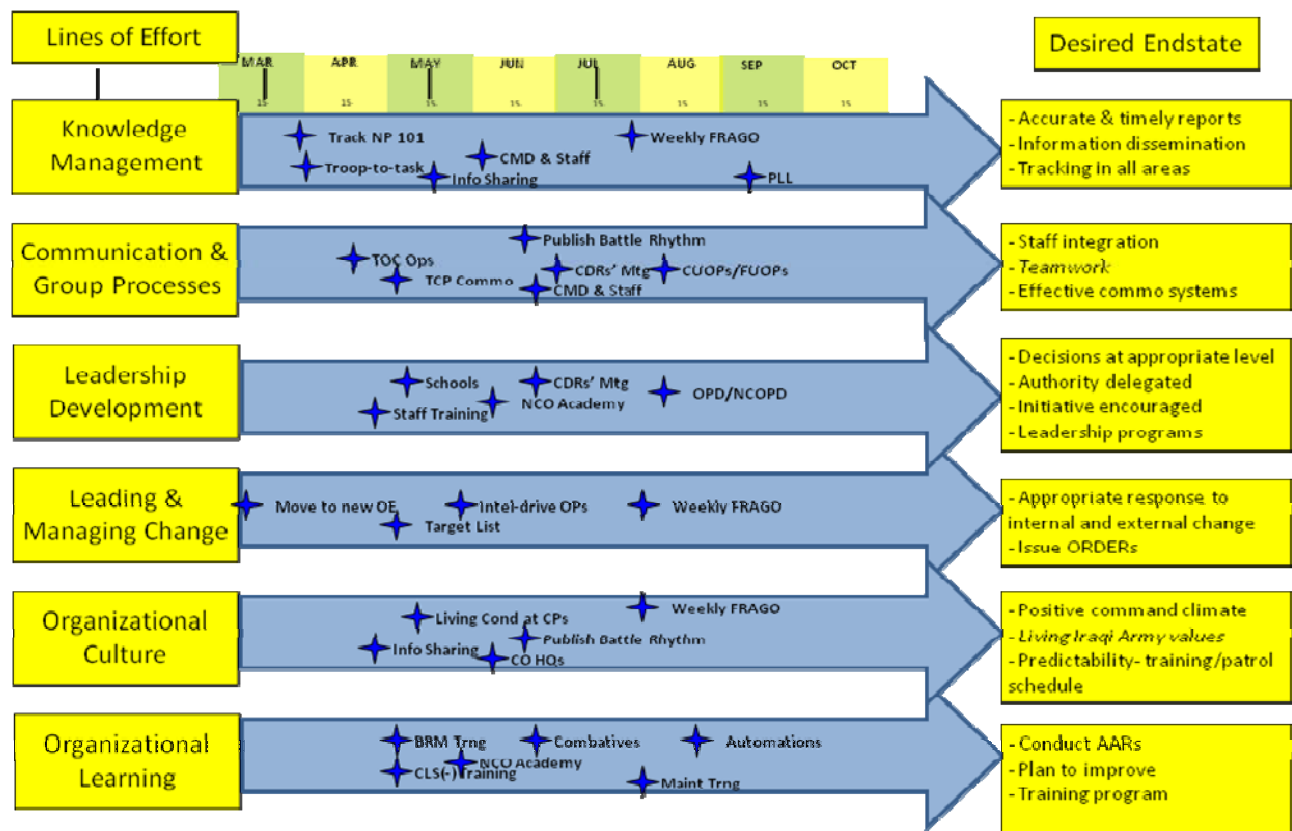 Lines of Effort
Desired Endstate
MAR APR MAY JUN JUL AUG SEP OCT
15 15 15 15 15 15 15 15
Knowledge
Management
Track NP 101
Weekly FRAGO
CMD & Staff
Troop-to-task
Info Sharing
PLL
- Accurate & timely reports
- Information dissemination
- Tracking in all areas
Communication &
Group Processes
Publish Battle Rhythm
TOC Ops
CDRs' Mtg
CUOPs/FUOPs
TCP Commo
CMD & Staff
- Staff integration
- Teamwork
- Effective commo systems
Leadership
Development
Schools
CDRs' Mtg
OPD/NCOPD
NCO Academy
Staff Training
- Decisions at appropriate level
- Authority delegated
- Initiative encouraged
- Leadership programs
Leading &
Managing Change
Move to new OE
Intel-drive OPs
Weekly FRAGO
Target List
- Appropriate response to
internal and external change
- Issue ORDERs
Organizational
Culture
Weekly FRAGO
Living Cond at CPs
Publish Battle Rhythm
Info Sharing
CO HQs
- Positive command climate
- Living Iraqi Army values
- Predictability- training/patrol
schedule
Organizational
Learning
BRM Trng
Combatives
Automations
NCO Academy
CLS(-)Training
Maint Trng
- Conduct AARs
- Plan to improve
- Training program